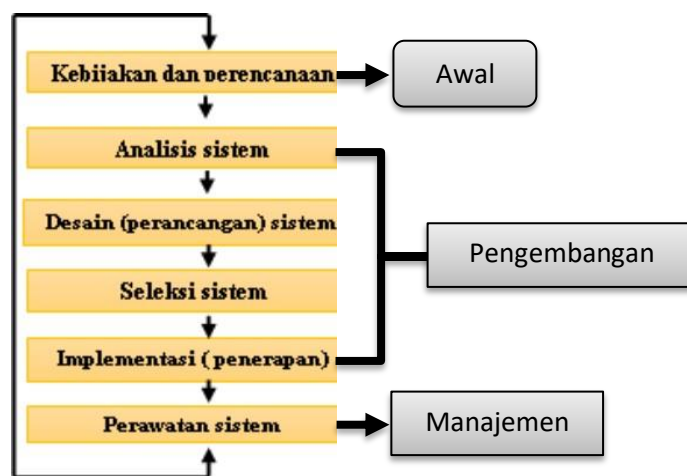 Kebijakan dan perencanaan
Awal
Analisis sistem
Desain (perancangan) sistem
Pengembangan
Seleksi sistem
Implementasi ( penerapan)
Perawatan sistem
Manajemen